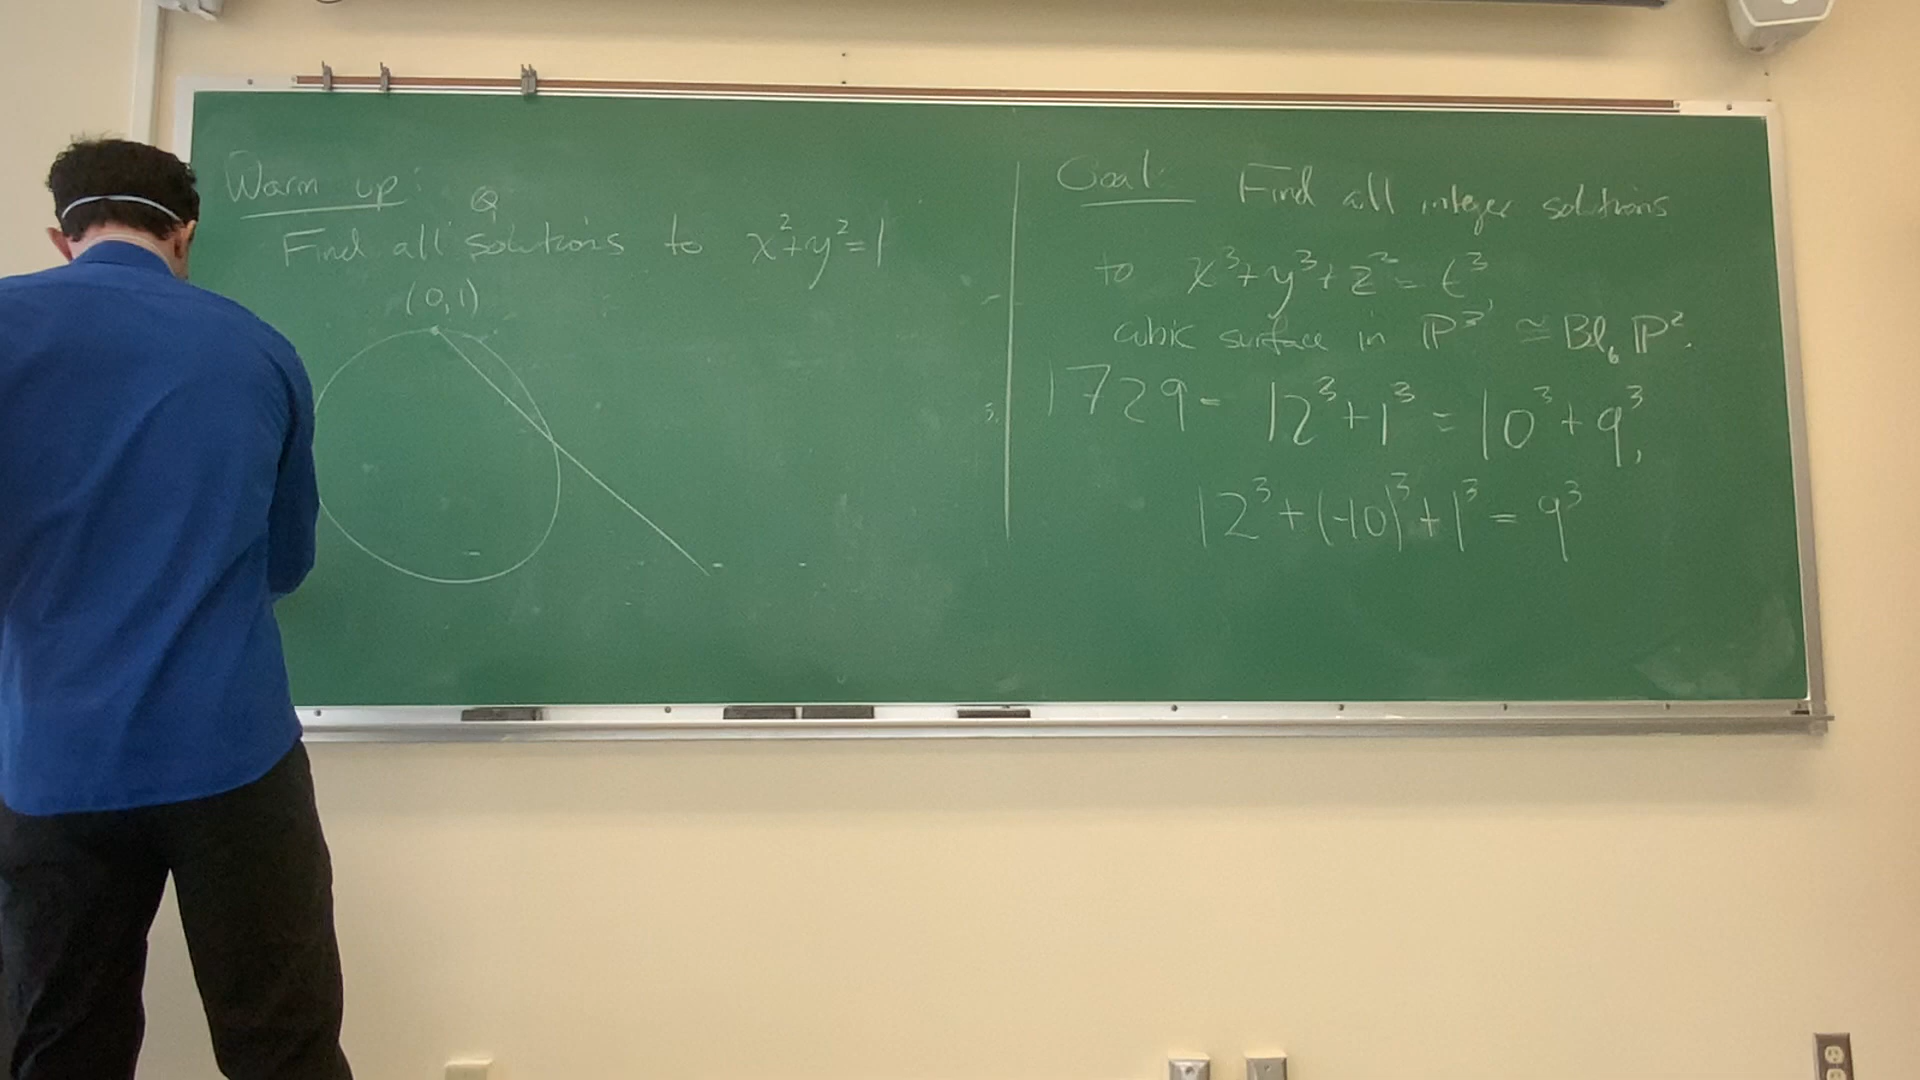 Warm up:
Q
Find all solutions to x²+y²=1
(0,1)
Goal: Find all integer solutions
to x³+y³+z³=t³,
cubic surface in ℙ³ ≅ Bl₆ ℙ².
1729= 12³+1³ = 10³+9³,
12³+(-10)³+1³ = 9³